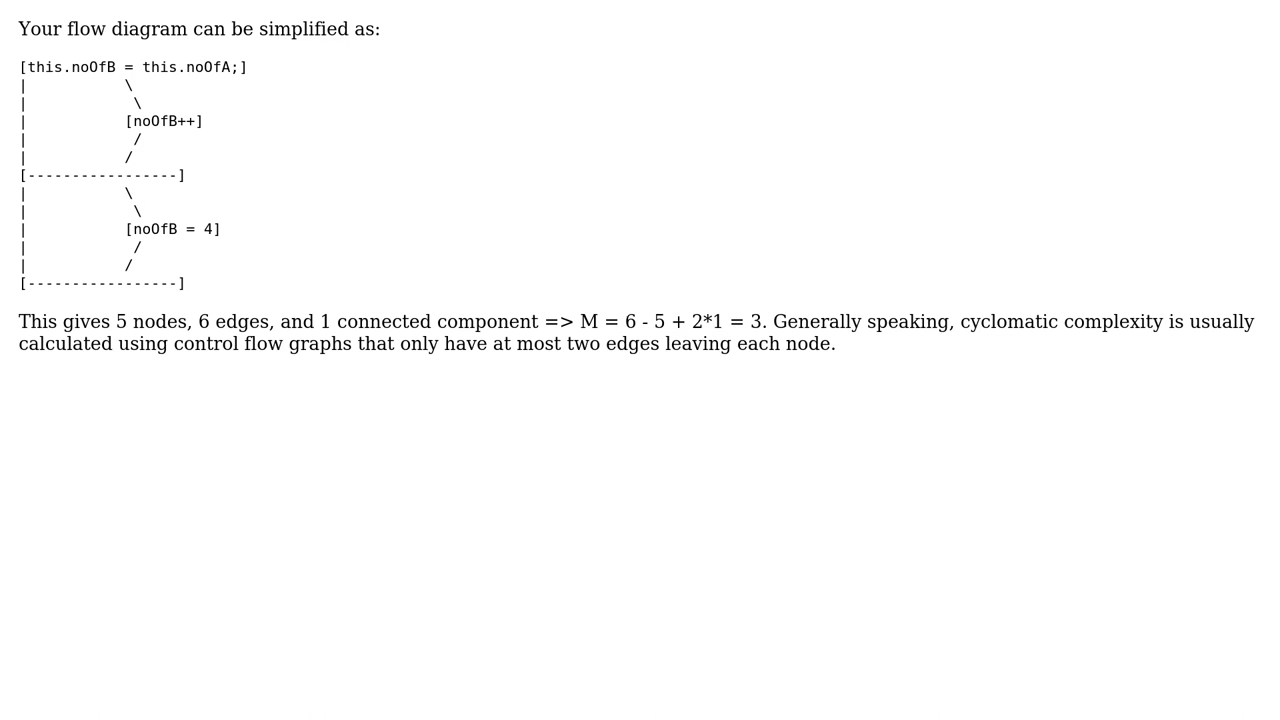 Your flow diagram can be simplified as:
[this.noOfB = this.noOfA;]
|            \
|             \
|            [noOfB++]
|             /
|            /
[-----------------]
|            \
|             \
|            [noOfB = 4]
|             /
|            /
[-----------------]
This gives 5 nodes, 6 edges, and 1 connected component => M = 6 - 5 + 2*1 = 3. Generally speaking, cyclomatic complexity is usually
calculated using control flow graphs that only have at most two edges leaving each node.